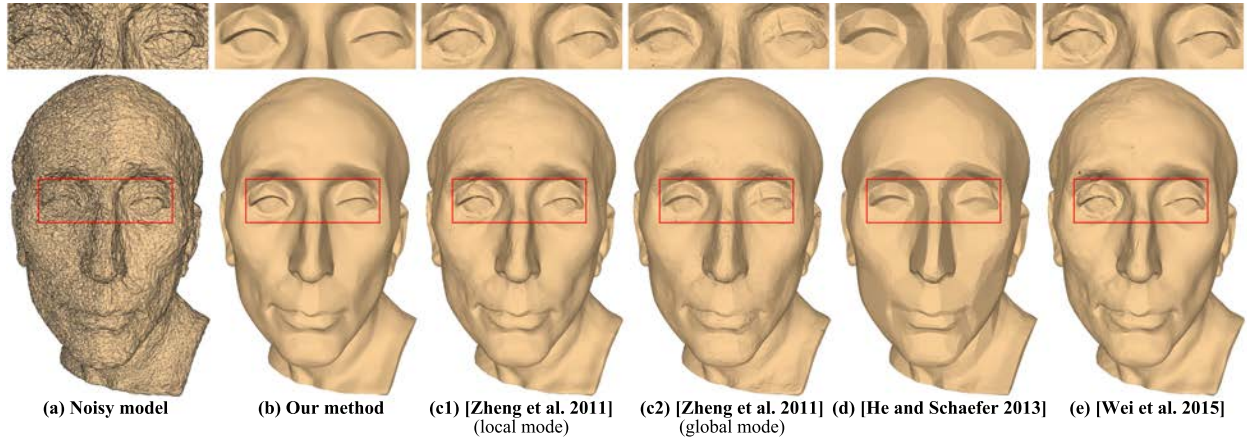 (a) Noisy model
(b) Our method
(c1) [Zheng et al. 2011]
(local mode)
(c2) [Zheng et al. 2011]
(global mode)
(d) [He and Schaefer 2013]
(e) [Wei et al. 2015]